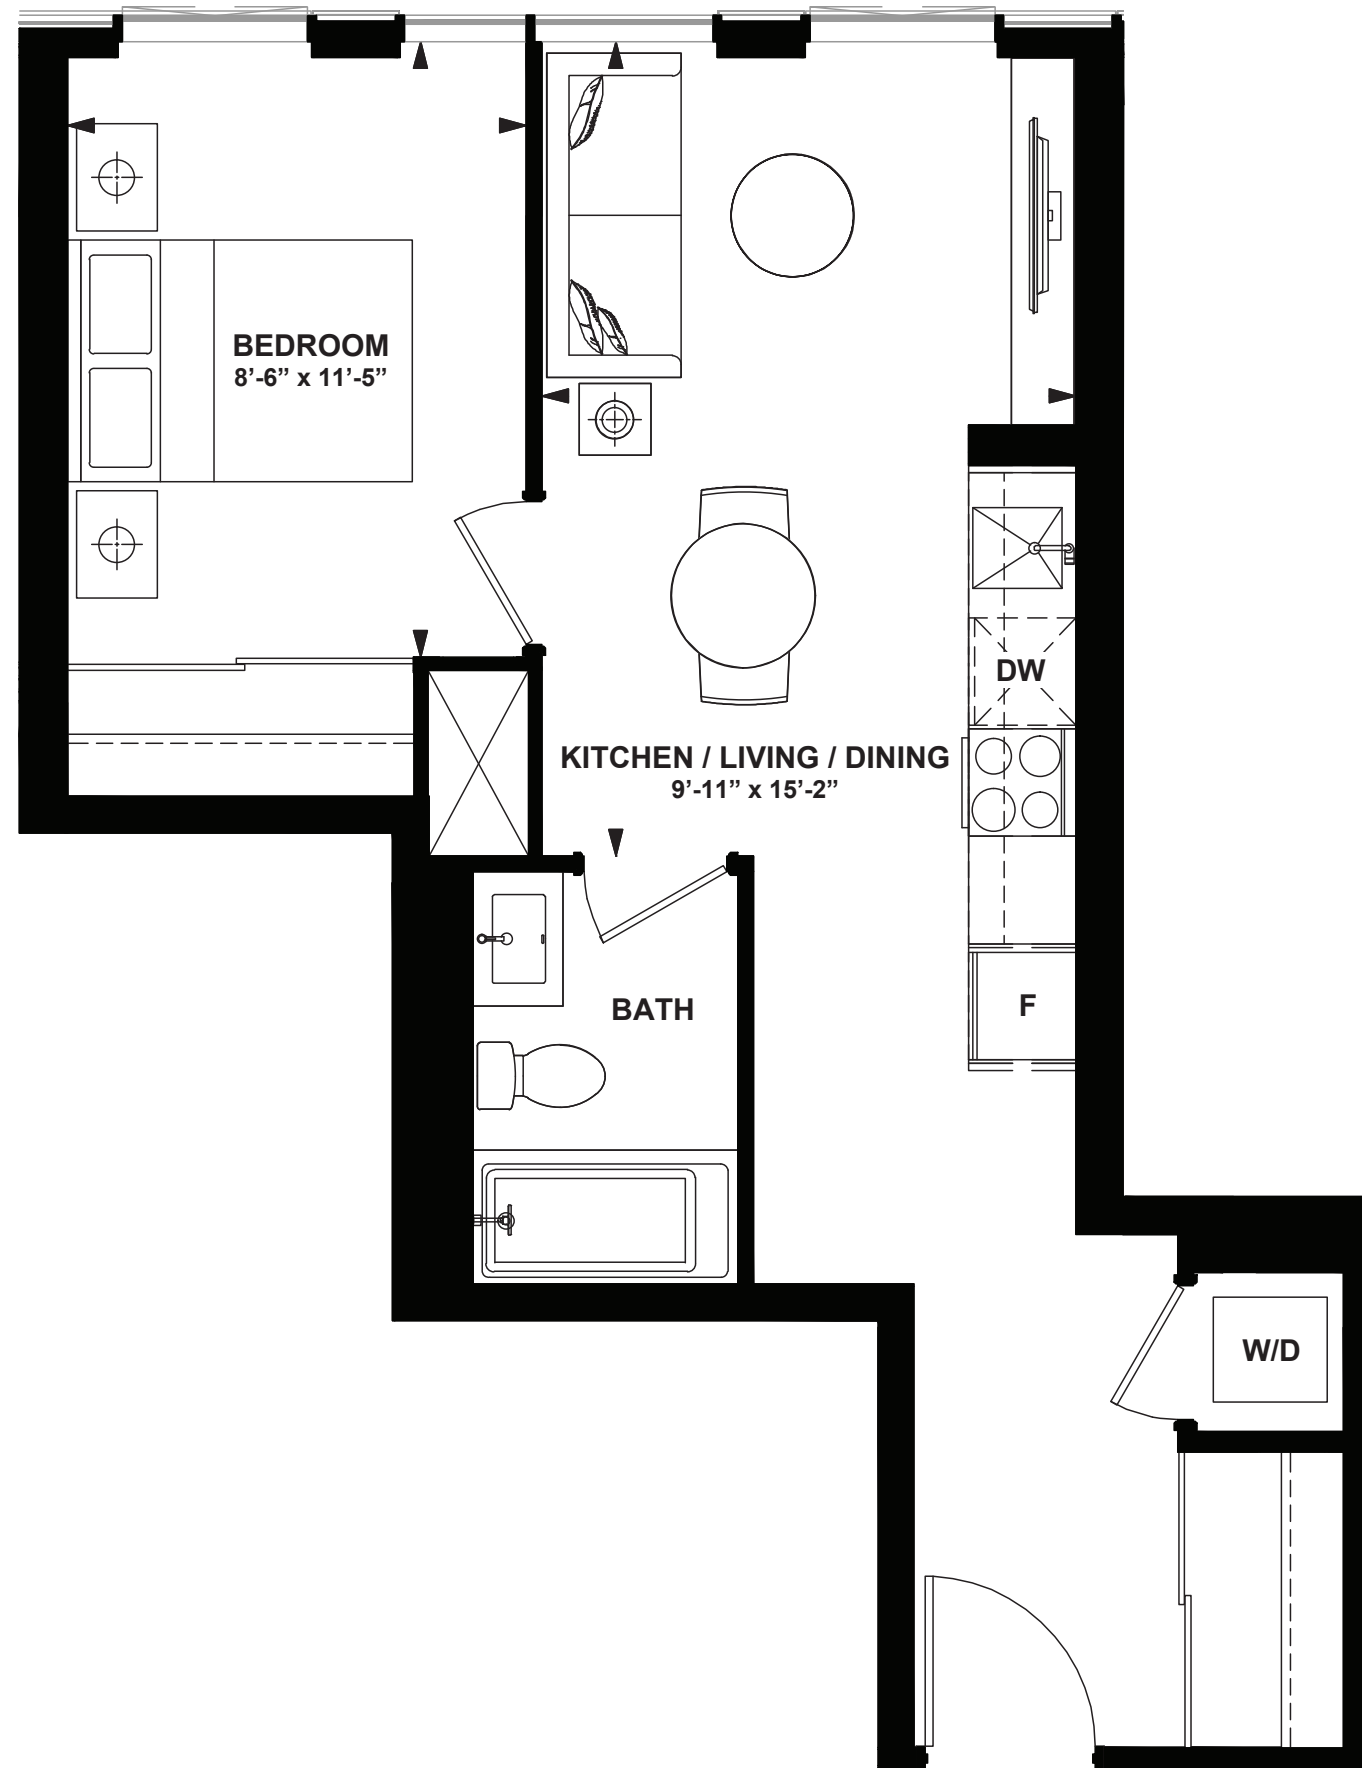 BEDROOM
8’-6” x 11’-5”
DW
KITCHEN / LIVING / DINING
9’-11” x 15’-2”
F
BATH
W/D